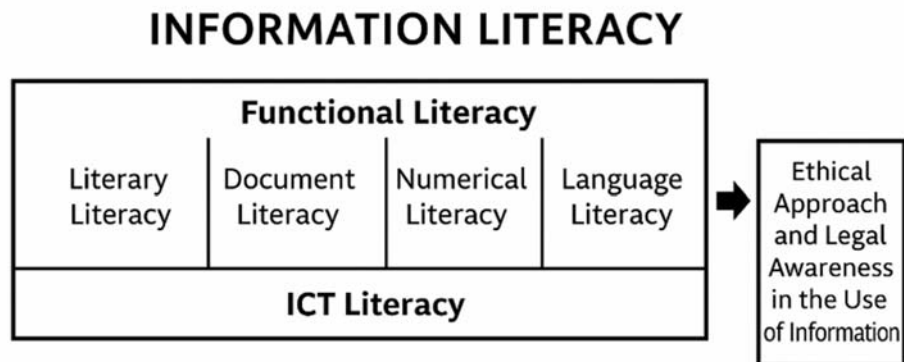 INFORMATION LITERACY
Functional Literacy
Literary
Literacy
Document
Literacy
Numerical
Literacy
Language
Literacy
ICT Literacy
Ethical
Approach
and Legal
Awareness
in the Use
of Information